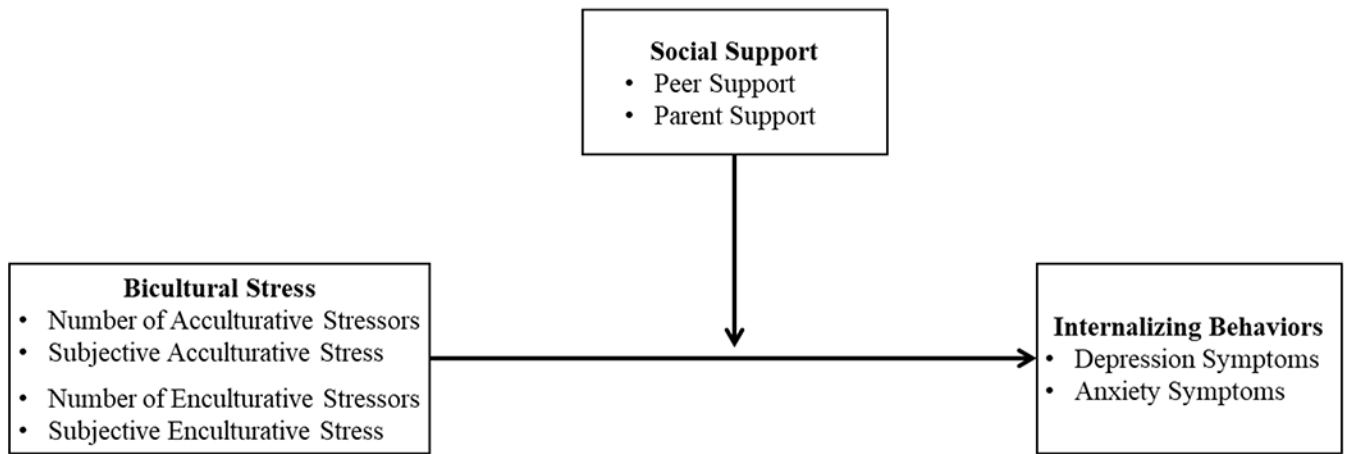 Social Support
• Peer Support
• Parent Support
Bicultural Stress
• Number of Acculturative Stressors
• Subjective Acculturative Stress
• Number of Enculturative Stressors
• Subjective Enculturative Stress
Internalizing Behaviors
• Depression Symptoms
• Anxiety Symptoms